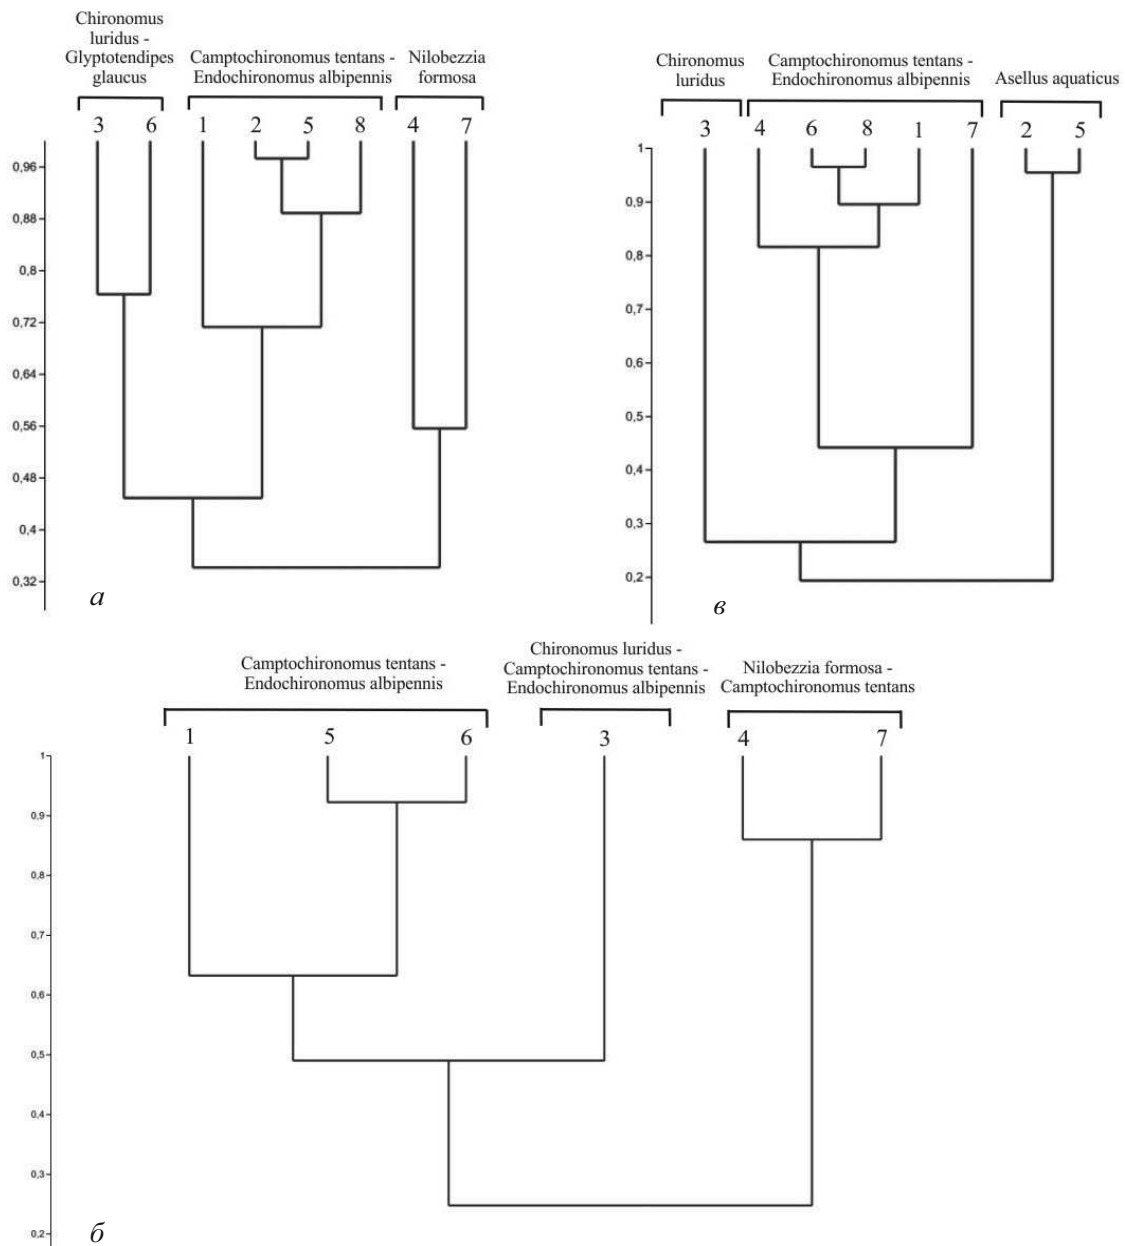 Chironomus
luridus -
Glyptotendipes
glaucus
Camptochironomus tentans -
Endochironomus albipennis
Nilobezzia
formosa
3 6 1 2 5 8 4 7
0,96
0,88
0,8
0,72
0,64
0,56
0,48
0,4
0,32
а
Chironomus
luridus
Camptochironomus tentans -
Endochironomus albipennis
Asellus aquaticus
3 4 6 8 1 7 2 5
1
0,9
0,8
0,7
0,6
0,5
0,4
0,3
0,2
в
Camptochironomus tentans -
Endochironomus albipennis
Chironomus luridus -
Camptochironomus tentans -
Endochironomus albipennis
Nilobezzia formosa -
Camptochironomus tentans
1 5 6 3 4 7
1
0,9
0,8
0,7
0,6
0,5
0,4
0,3
0,2
б